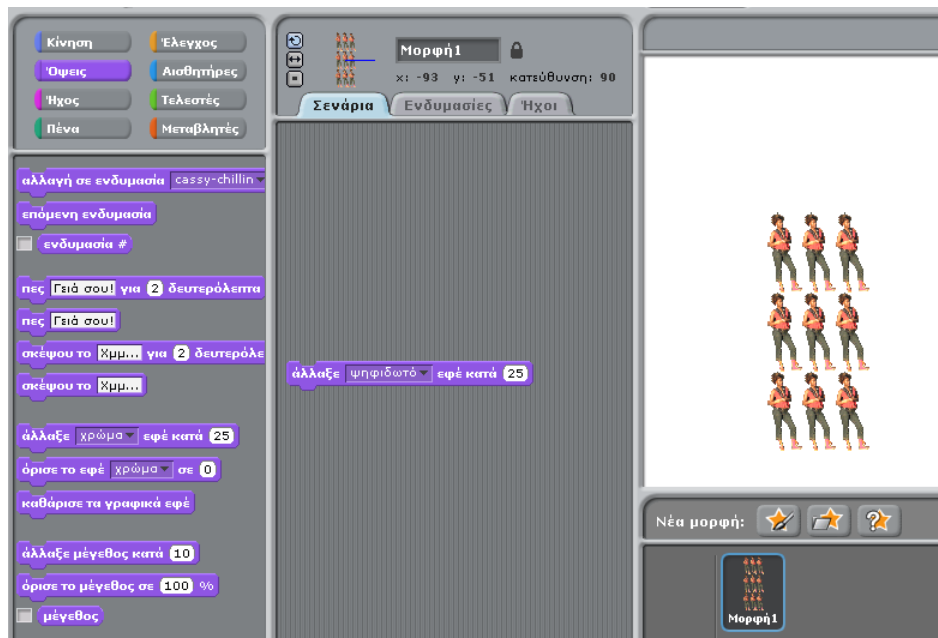 Κίνηση
Έλεγχος
Όψεις
Αισθητήρες
Ήχος
Τελεστές
Πένα
Μεταβλητές
αλλαγή σε ενδυμασία cassy-chillin
επόμενη ενδυμασία
ενδυμασία #
πες Γειά σου! για 2 δευτερόλεπτα
πες Γειά σου!
σκέψου το Χμμ... για 2 δευτερόλε
σκέψου το Χμμ...
άλλαξε χρώμα εφέ κατά 25
όρισε το εφέ χρώμα σε 0
καθάρισε τα γραφικά εφέ
άλλαξε μέγεθος κατά 10
όρισε το μέγεθος σε 100 %
μέγεθος
Μορφή1
x: -93 y: -51 κατεύθυνση: 90
Σενάρια Ενδυμασίες Ήχοι
άλλαξε ψηφιδωτό εφέ κατά 25
Νέα μορφή:
Μορφή1